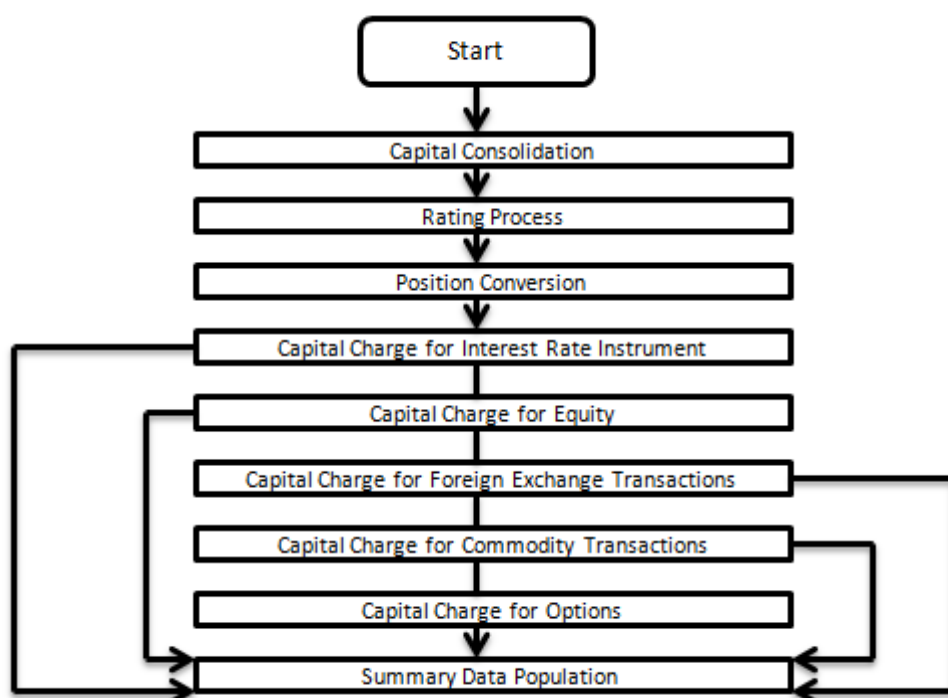 Start
Capital Consolidation
Rating Process
Position Conversion
Capital Charge for Interest Rate Instrument
Capital Charge for Equity
Capital Charge for Foreign Exchange Transactions
Capital Charge for Commodity Transactions
Capital Charge for Options
Summary Data Population